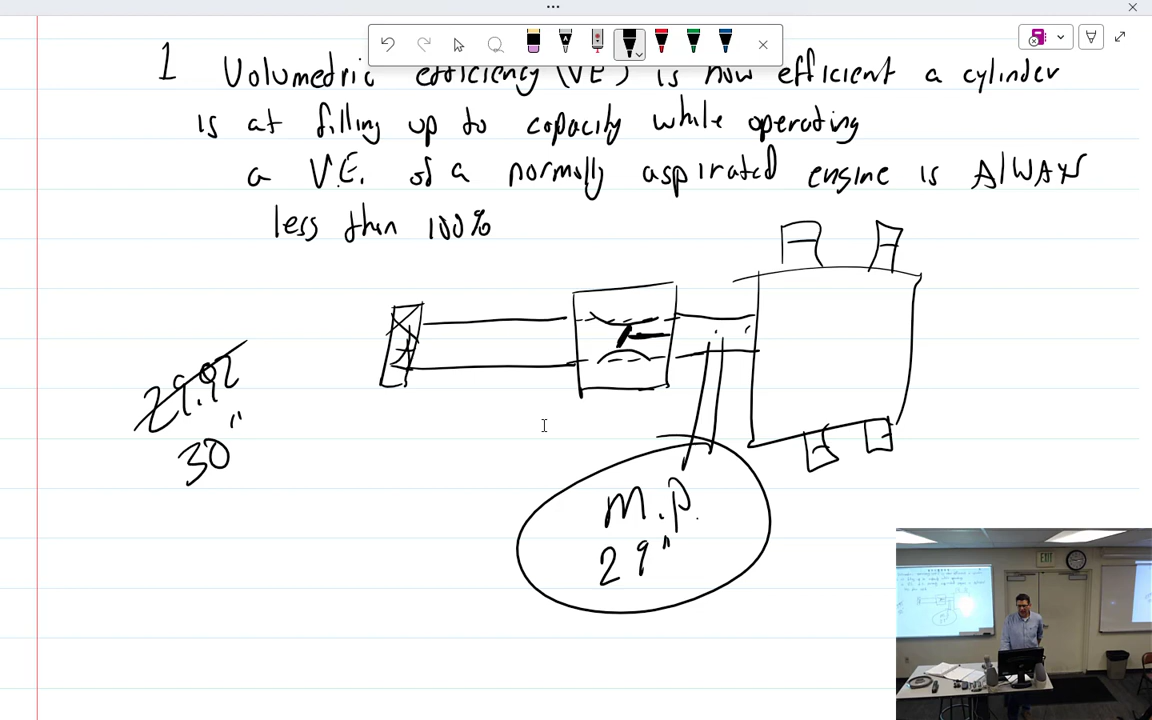 1 Volumetric efficiency (VE) is how efficient a cylinder
is at filling up to capacity while operating
a V.E. of a normally aspirated engine is AlWAYS
less than 100%
29.92
30"
M.P.
29"
EXIT